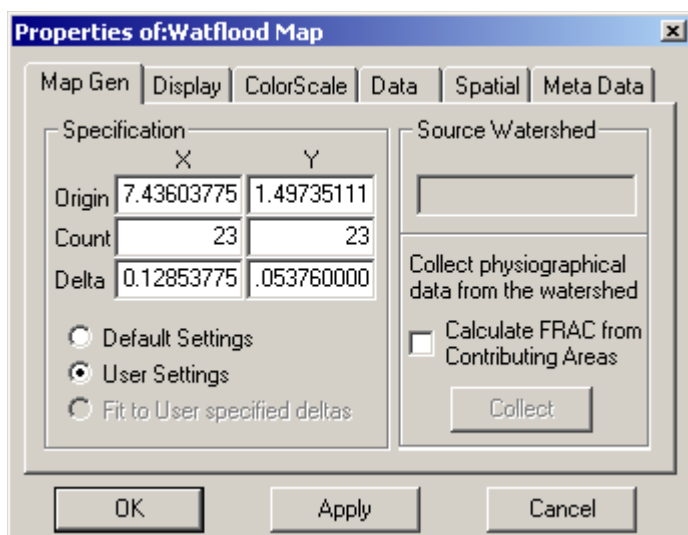 Properties of:Watflood Map
Map Gen Display ColorScale Data Spatial Meta Data
Specification
X Y
Origin 7.43603775 1.49735111
Count 23 23
Delta 0.12853775 .053760000
Default Settings
User Settings
Fit to User specified deltas
Source Watershed
Collect physiographical
data from the watershed
Calculate FRAC from
Contributing Areas
Collect
OK Apply Cancel